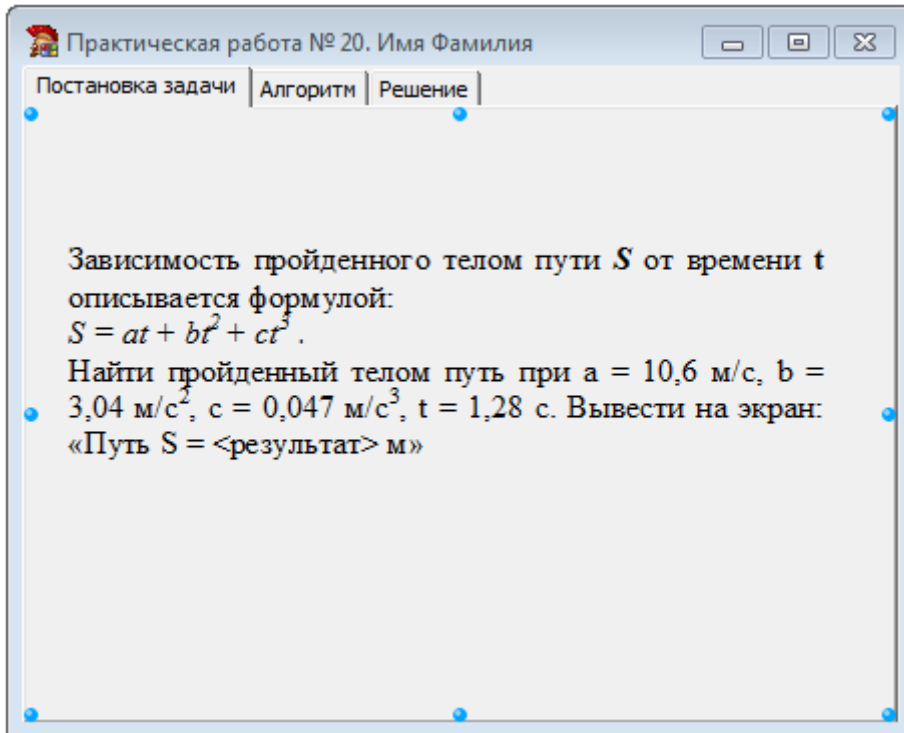 Практическая работа № 20. Имя Фамилия
Постановка задачи Алгоритм Решение
Зависимость пройденного телом пути S от времени t
описывается формулой:
S = at + bt² + ct³ .
Найти пройденный телом путь при a = 10,6 м/с, b =
3,04 м/с², c = 0,047 м/с³, t = 1,28 с. Вывести на экран:
«Путь S = <результат> м»